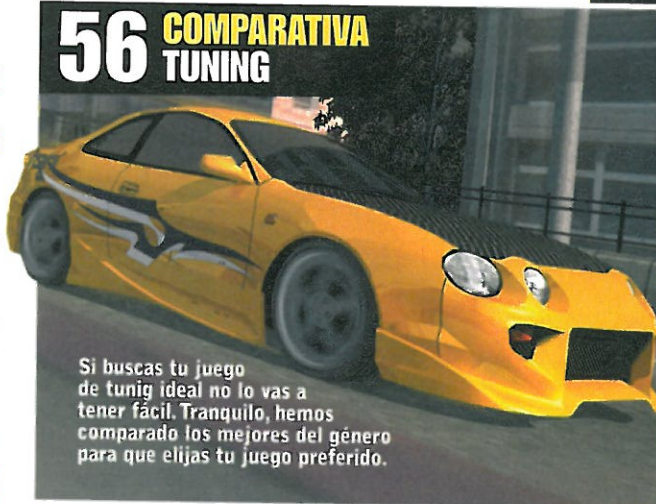 56 COMPARATIVA
TUNING
Si buscas tu juego
de tunig ideal no lo vas a
tener fácil. Tranquilo, hemos
comparado los mejores del género
para que elijas tu juego preferido.